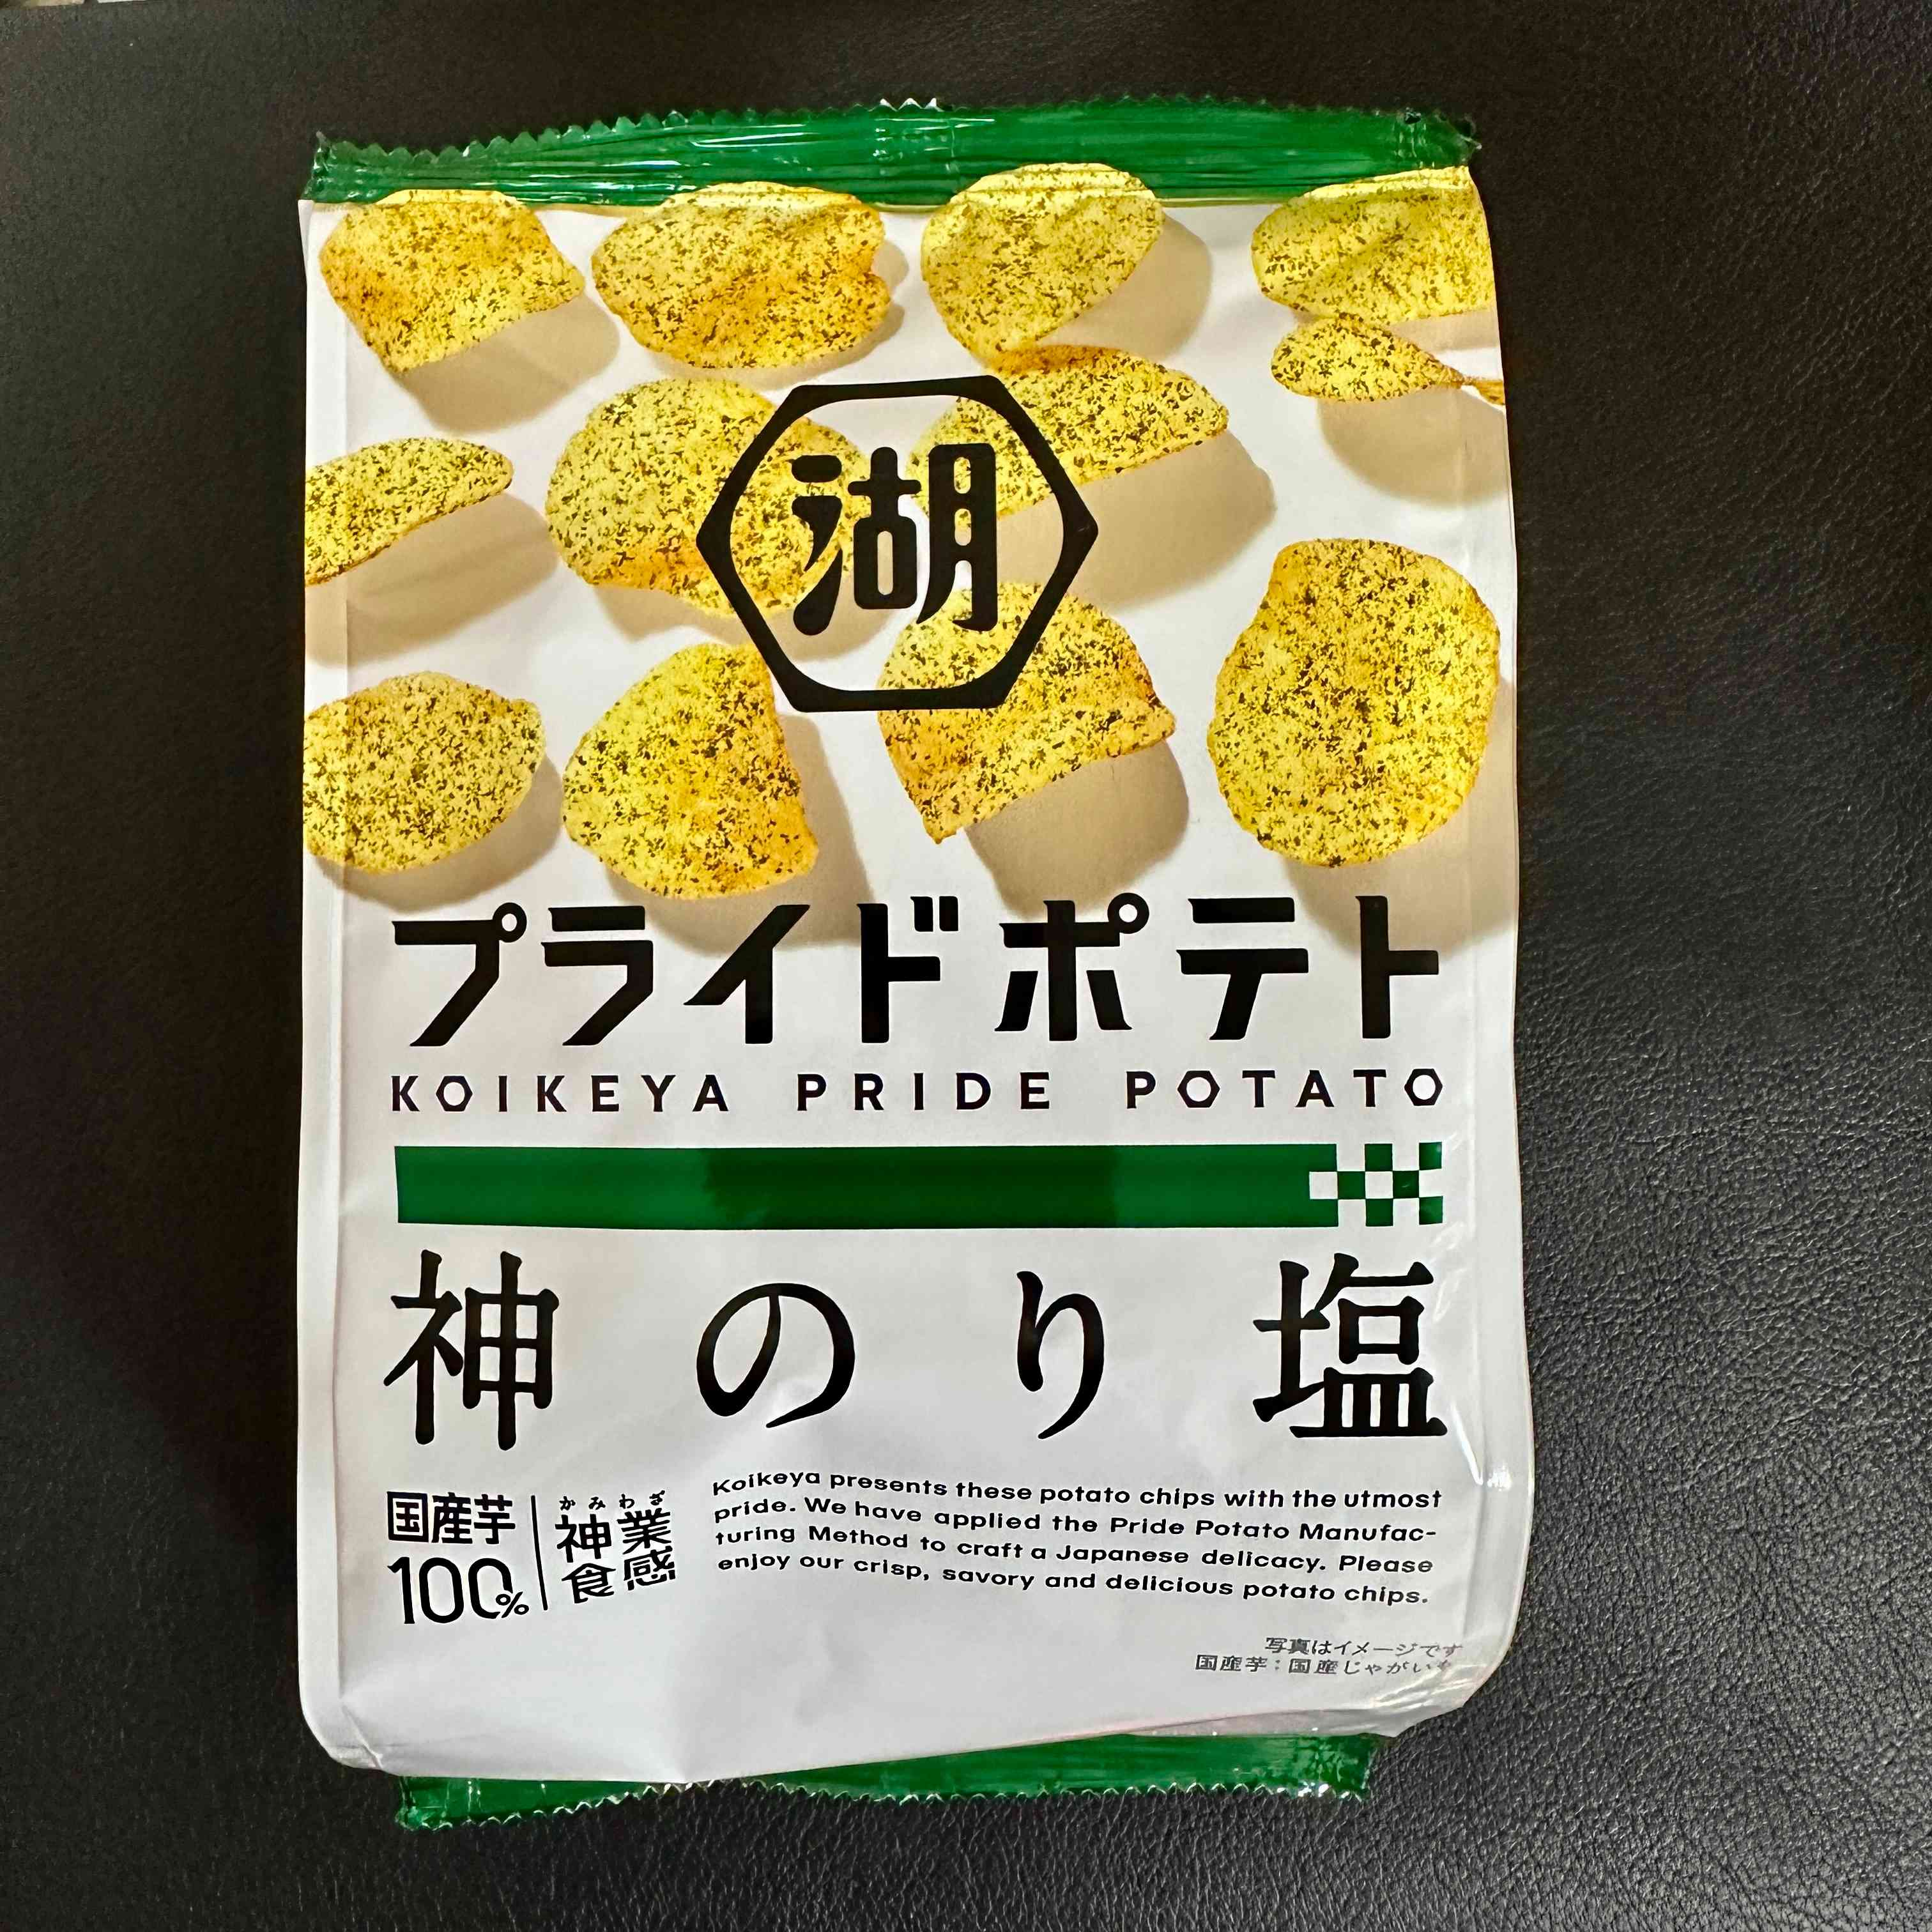 湖
プライドポテト
KOIKEYA PRIDE POTATO
神のり塩
国産芋
100%
かみわざ
神業
食感
Koikeya presents these potato chips with the utmost
pride. We have applied the Pride Potato Manufac-
turing Method to craft a Japanese delicacy. Please
enjoy our crisp, savory and delicious potato chips.
写真はイメージです
国産芋：国産じゃがいも